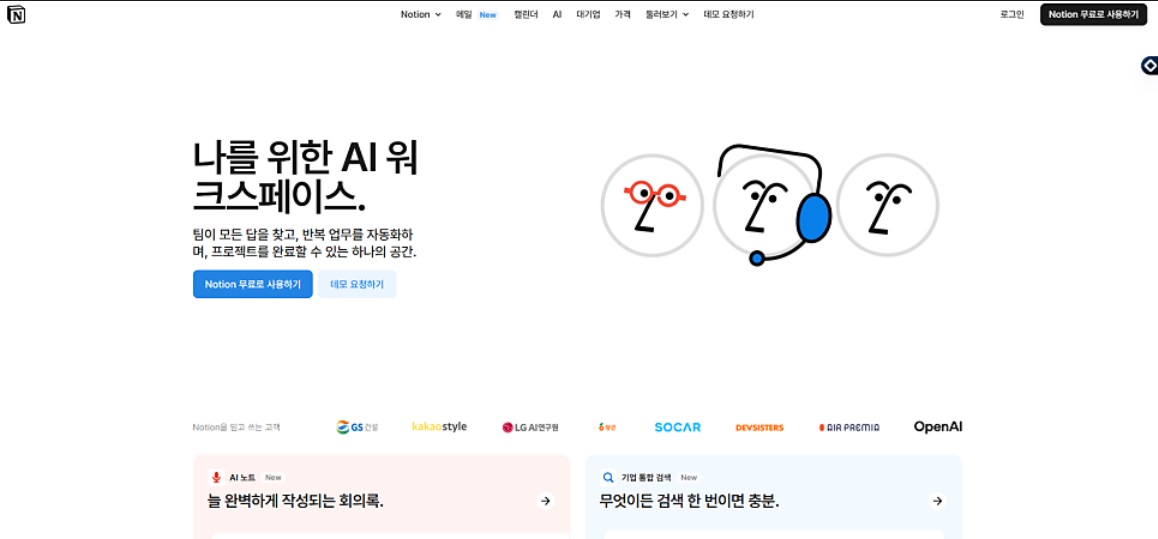 N
Notion 메일 New 캘린더 AI 대기업 가격 둘러보기 데모 요청하기
로그인 Notion 무료로 사용하기
나를 위한 AI 워
크스페이스.
팀이 모든 답을 찾고, 반복 업무를 자동화하
며, 프로젝트를 완료할 수 있는 하나의 공간.
Notion 무료로 사용하기 데모 요청하기
Notion을 믿고 쓰는 고객 GS 건설 kakaostyle LG AI연구원 당근 SOCAR DEVSISTERS AIR PREMIA OpenAI
AI 노트 New
늘 완벽하게 작성되는 회의록.
기업 통합 검색 New
무엇이든 검색 한 번이면 충분.